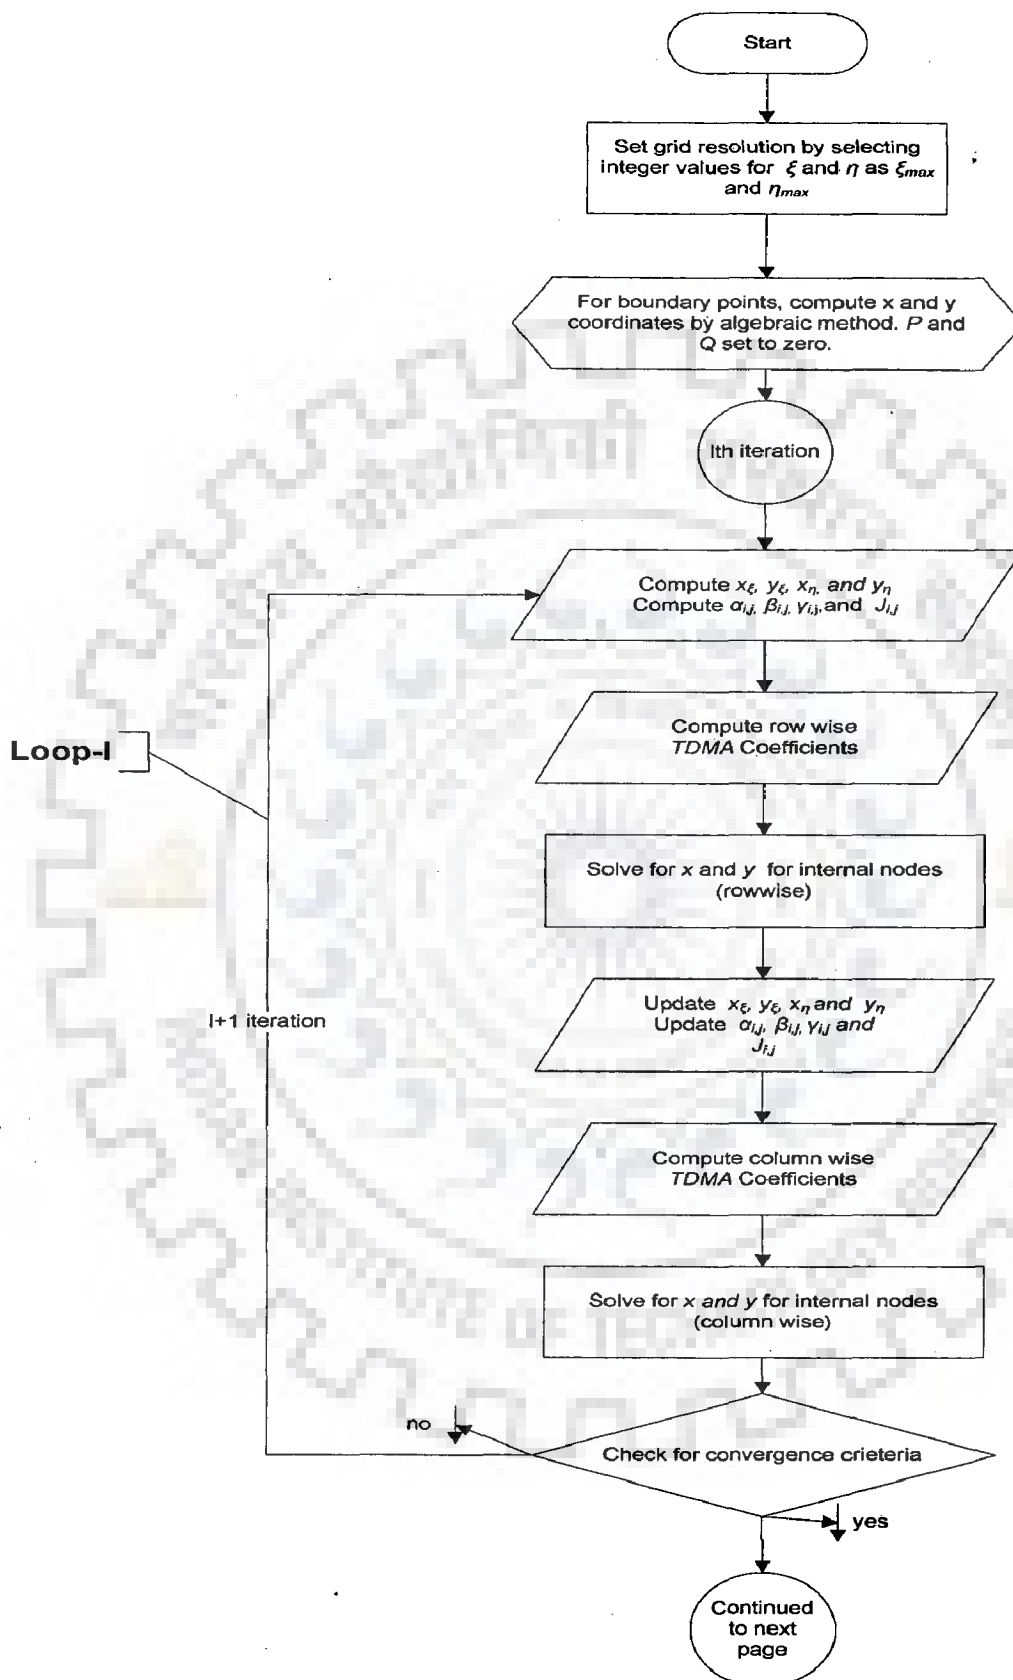 Start
Set grid resolution by selecting
integer values for ξ and η as ξmax
and ηmax
For boundary points, compute x and y
coordinates by algebraic method. P and
Q set to zero.
Ith iteration
Compute xξ, yξ, xη, and yη
Compute αi,j, βi,j, γi,j, and Ji,j
Compute row wise
TDMA Coefficients
Loop-I
Solve for x and y for internal nodes
(rowwise)
Update xξ, yξ, xη and yη
Update αi,j, βi,j, γi,j and
Ji,j
I+1 iteration
Compute column wise
TDMA Coefficients
Solve for x and y for internal nodes
(column wise)
no
Check for convergence crieteria
yes
Continued
to next
page
OF TECHN